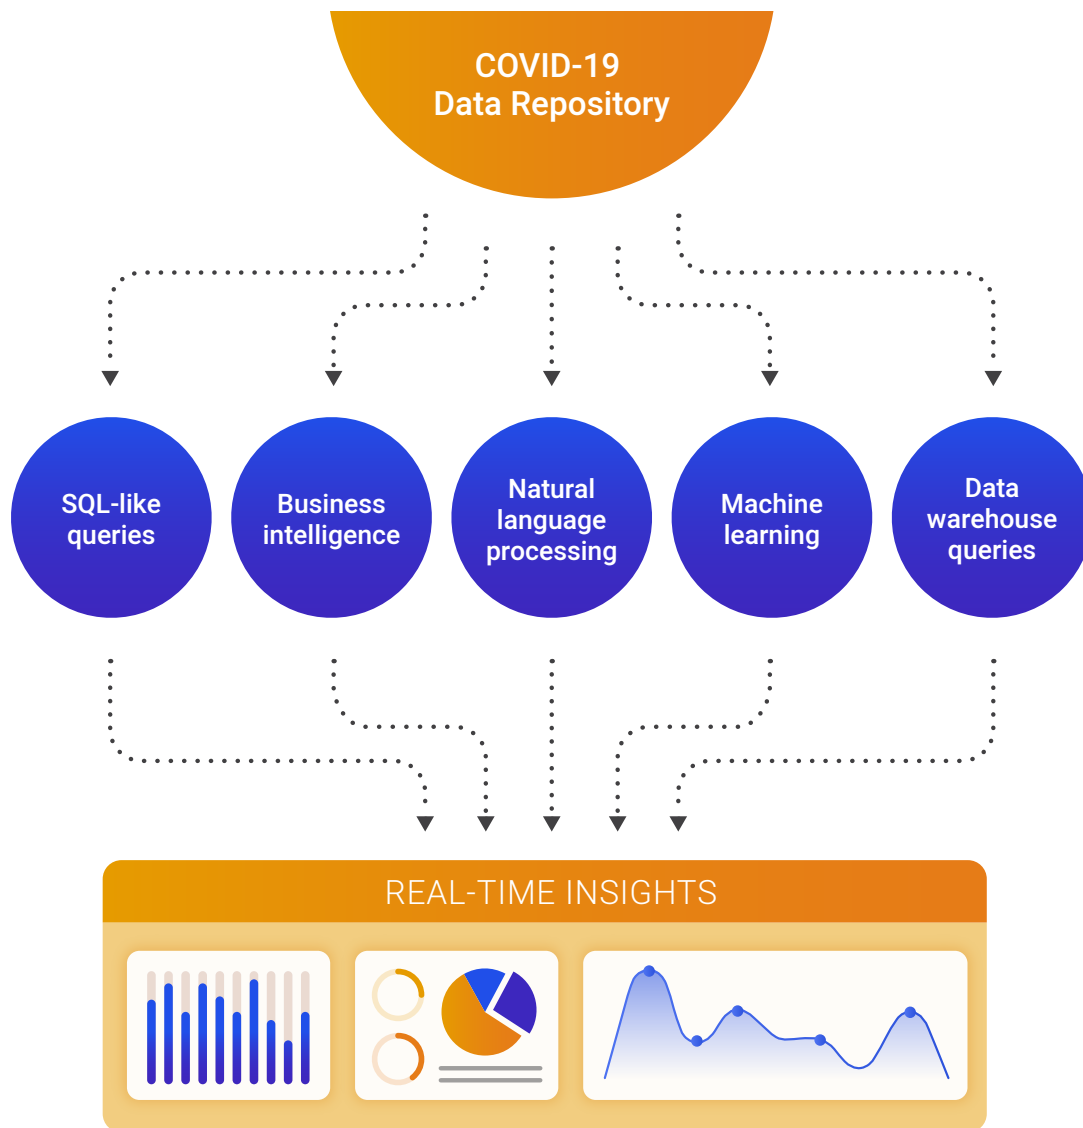 COVID-19
Data Repository
SQL-like
queries
Business
intelligence
Natural
language
processing
Machine
learning
Data
warehouse
queries
REAL-TIME INSIGHTS